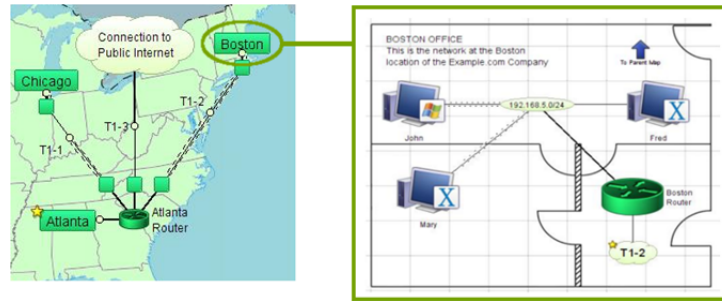 Connection to
Public Internet
Boston
Chicago
T1-2
T1-3
T1-1
Atlanta
Atlanta
Router
BOSTON OFFICE
This is the network at the Boston
location of the Example.com Company
To Parent Map
192.168.5.0/24
John
X
Fred
X
Mary
Boston
Router
T1-2